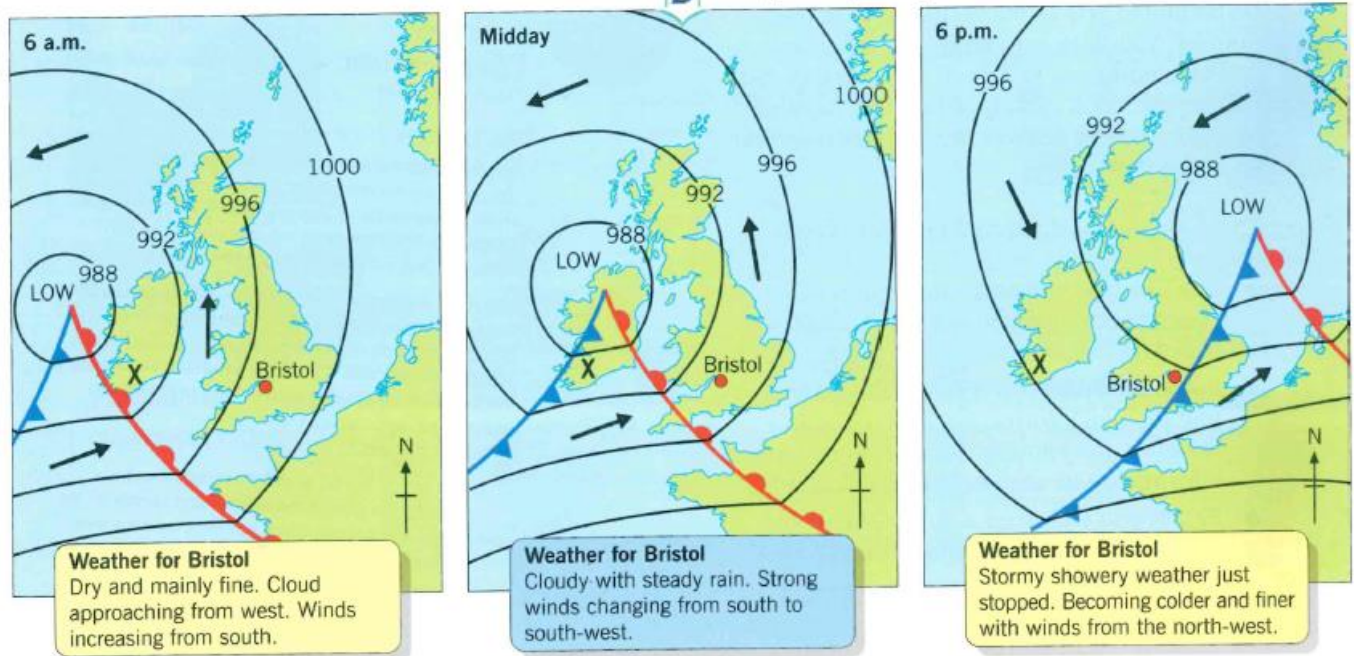 6 a.m.
1000
996
992
988
LOW
X
Bristol
N
Weather for Bristol
Dry and mainly fine. Cloud
approaching from west. Winds
increasing from south.
Midday
1000
996
992
988
LOW
X
Bristol
N
Weather for Bristol
Cloudy with steady rain. Strong
winds changing from south to
south-west.
6 p.m.
996
992
988
LOW
X
Bristol
N
Weather for Bristol
Stormy showery weather just
stopped. Becoming colder and finer
with winds from the north-west.